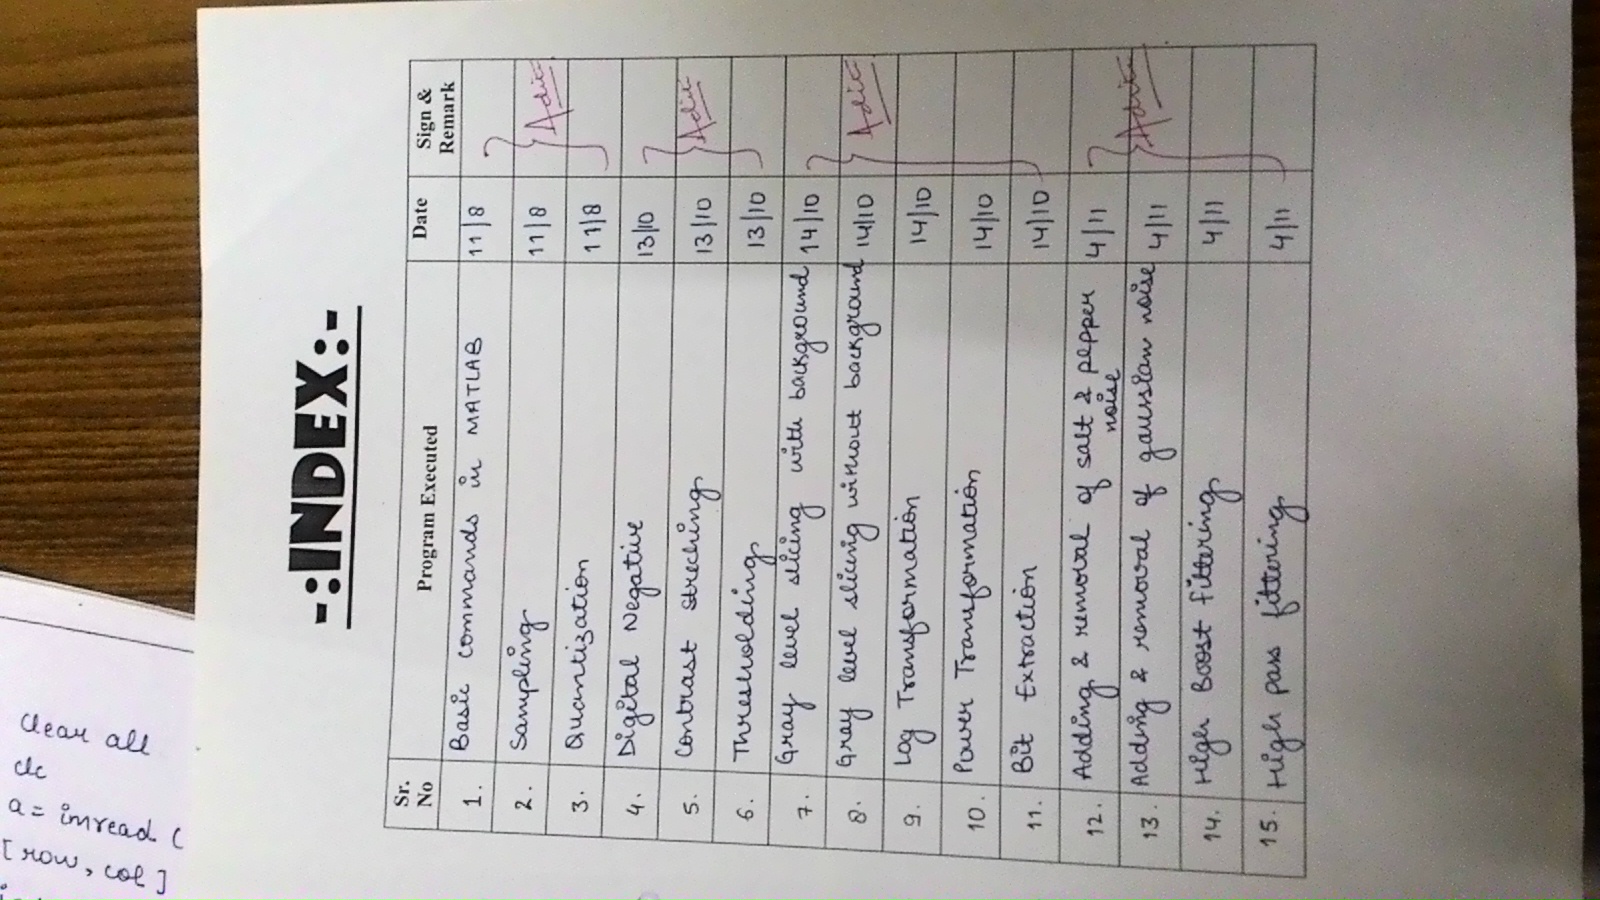 clear all
clc
a = imread (
[ row, col ]
-:INDEX:-
Sr. No Program Executed Date Sign & Remark
1. Basic commands in MATLAB 11/8
2. Sampling 11/8 Aditi
3. Quantization 11/8
4. Digital Negative 13/10
5. Contrast streching 13/10 Aditi
6. Thresholding 13/10
7. Gray level slicing with background 14/10
8. Gray level slicing without background 14/10 Aditi
9. Log Transformation 14/10
10. Power Transformation 14/10
11. Bit Extraction 14/10
12. Adding & removal of salt & pepper noise 4/11
13. Adding & removal of gaussian noise 4/11 Aditi
14. High Boost fittering 4/11
15. High pass fittering 4/11